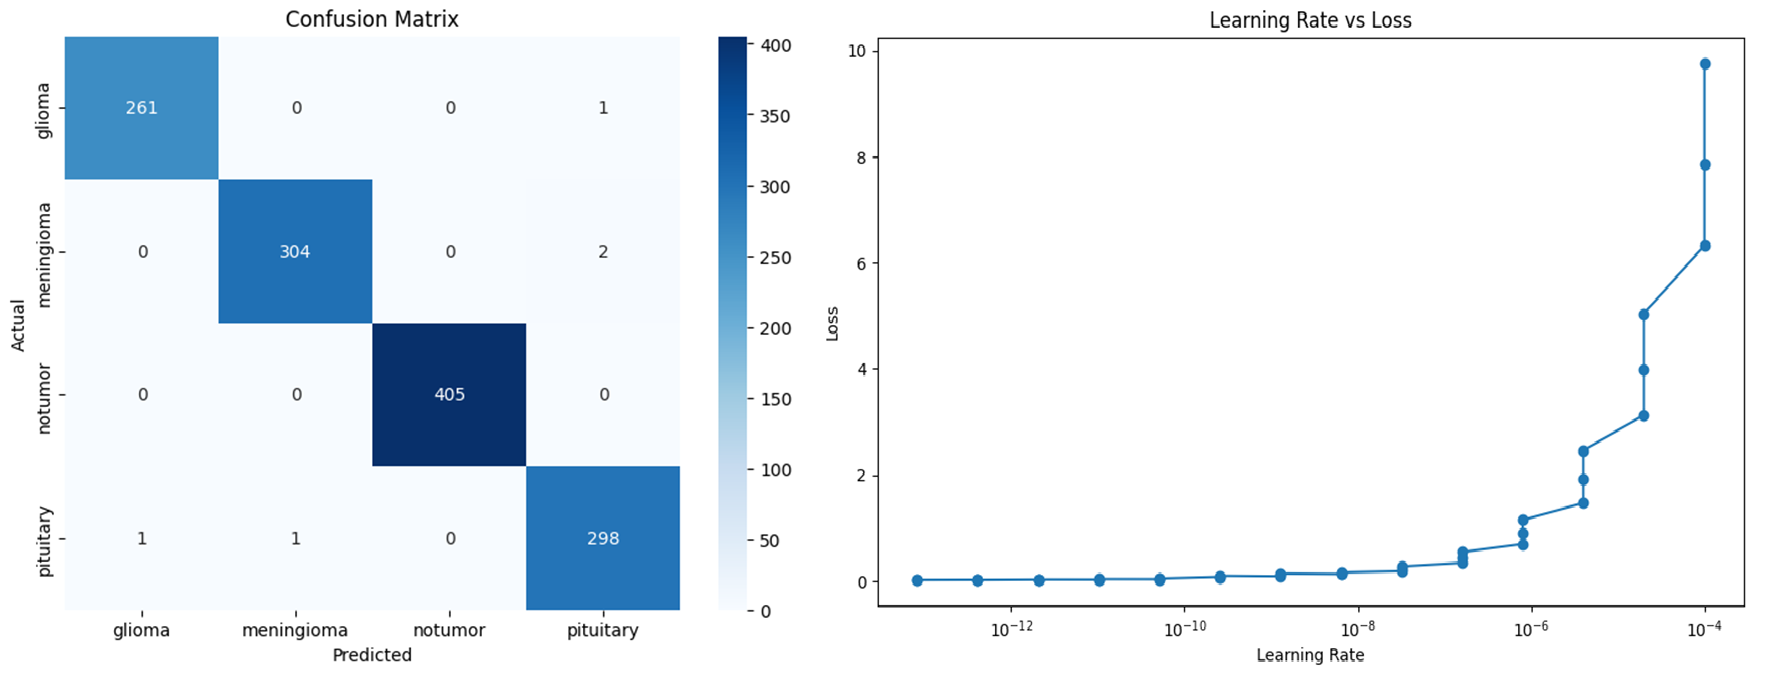 Confusion Matrix
glioma
261 0 0 1
meningioma
0 304 0 2
notumor
0 0 405 0
pituitary
1 1 0 298
Actual
glioma meningioma notumor pituitary
Predicted
400
350
300
250
200
150
100
50
0
Learning Rate vs Loss
10
8
6
4
2
0
Loss
10⁻¹² 10⁻¹⁰ 10⁻⁸ 10⁻⁶ 10⁻⁴
Learning Rate